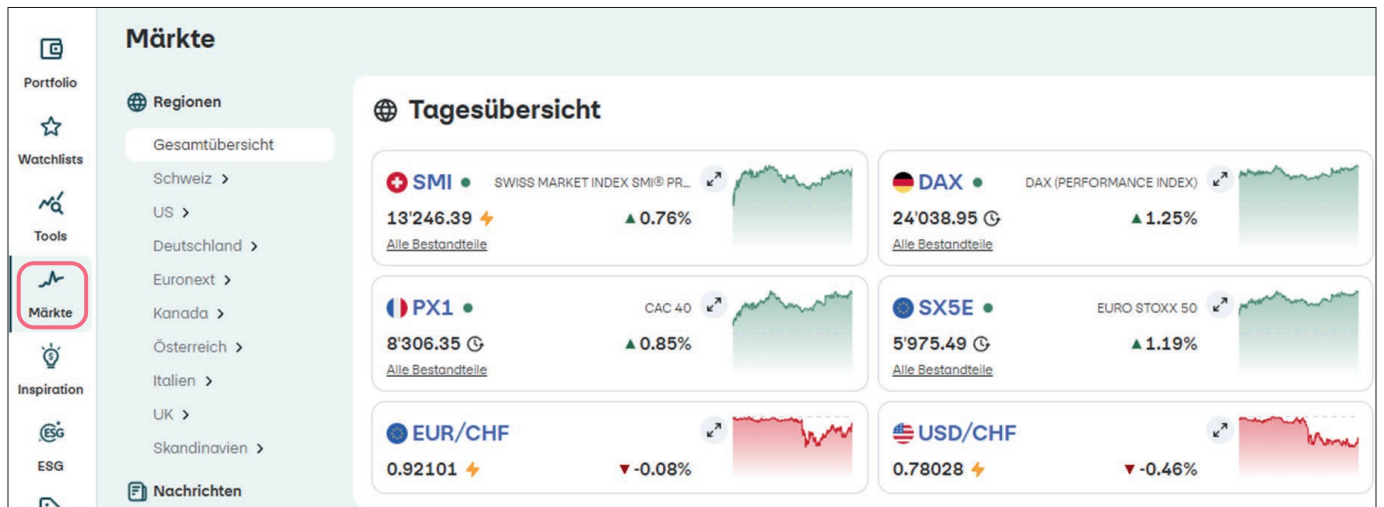 Märkte
Portfolio
Watchlists
Tools
Märkte
Inspiration
ESG
ESG
Regionen
Gesamtübersicht
Schweiz >
US >
Deutschland >
Euronext >
Kanada >
Österreich >
Italien >
UK >
Skandinavien >
Nachrichten
Tagesübersicht
SMI SWISS MARKET INDEX SMI® PR...
13'246.39 ▲ 0.76%
Alle Bestandteile
DAX DAX (PERFORMANCE INDEX)
24'038.95 ▲ 1.25%
Alle Bestandteile
PX1 CAC 40
8'306.35 ▲ 0.85%
Alle Bestandteile
SX5E EURO STOXX 50
5'975.49 ▲ 1.19%
Alle Bestandteile
EUR/CHF
0.92101 ▼ -0.08%
USD/CHF
0.78028 ▼ -0.46%